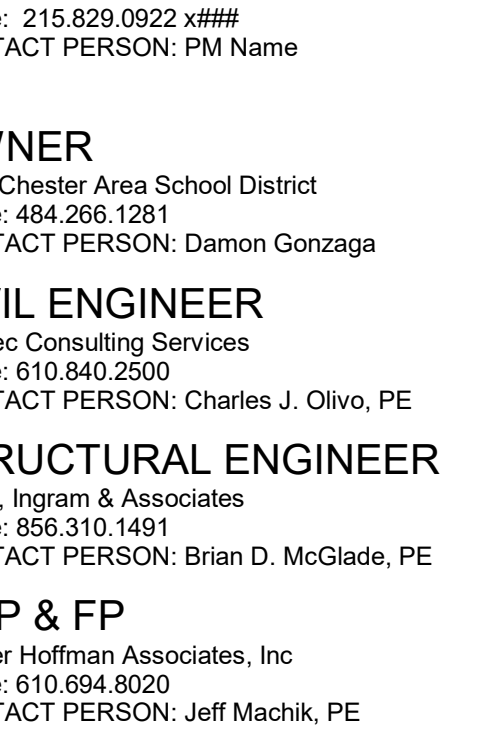 : 215.829.0922 x###
TACT PERSON: PM Name
NER
Chester Area School District
: 484.266.1281
TACT PERSON: Damon Gonzaga
IL ENGINEER
ec Consulting Services
: 610.840.2500
TACT PERSON: Charles J. Olivo, PE
RUCTURAL ENGINEER
, Ingram & Associates
: 856.310.1491
TACT PERSON: Brian D. McGlade, PE
P & FP
er Hoffman Associates, Inc
: 610.694.8020
TACT PERSON: Jeff Machik, PE